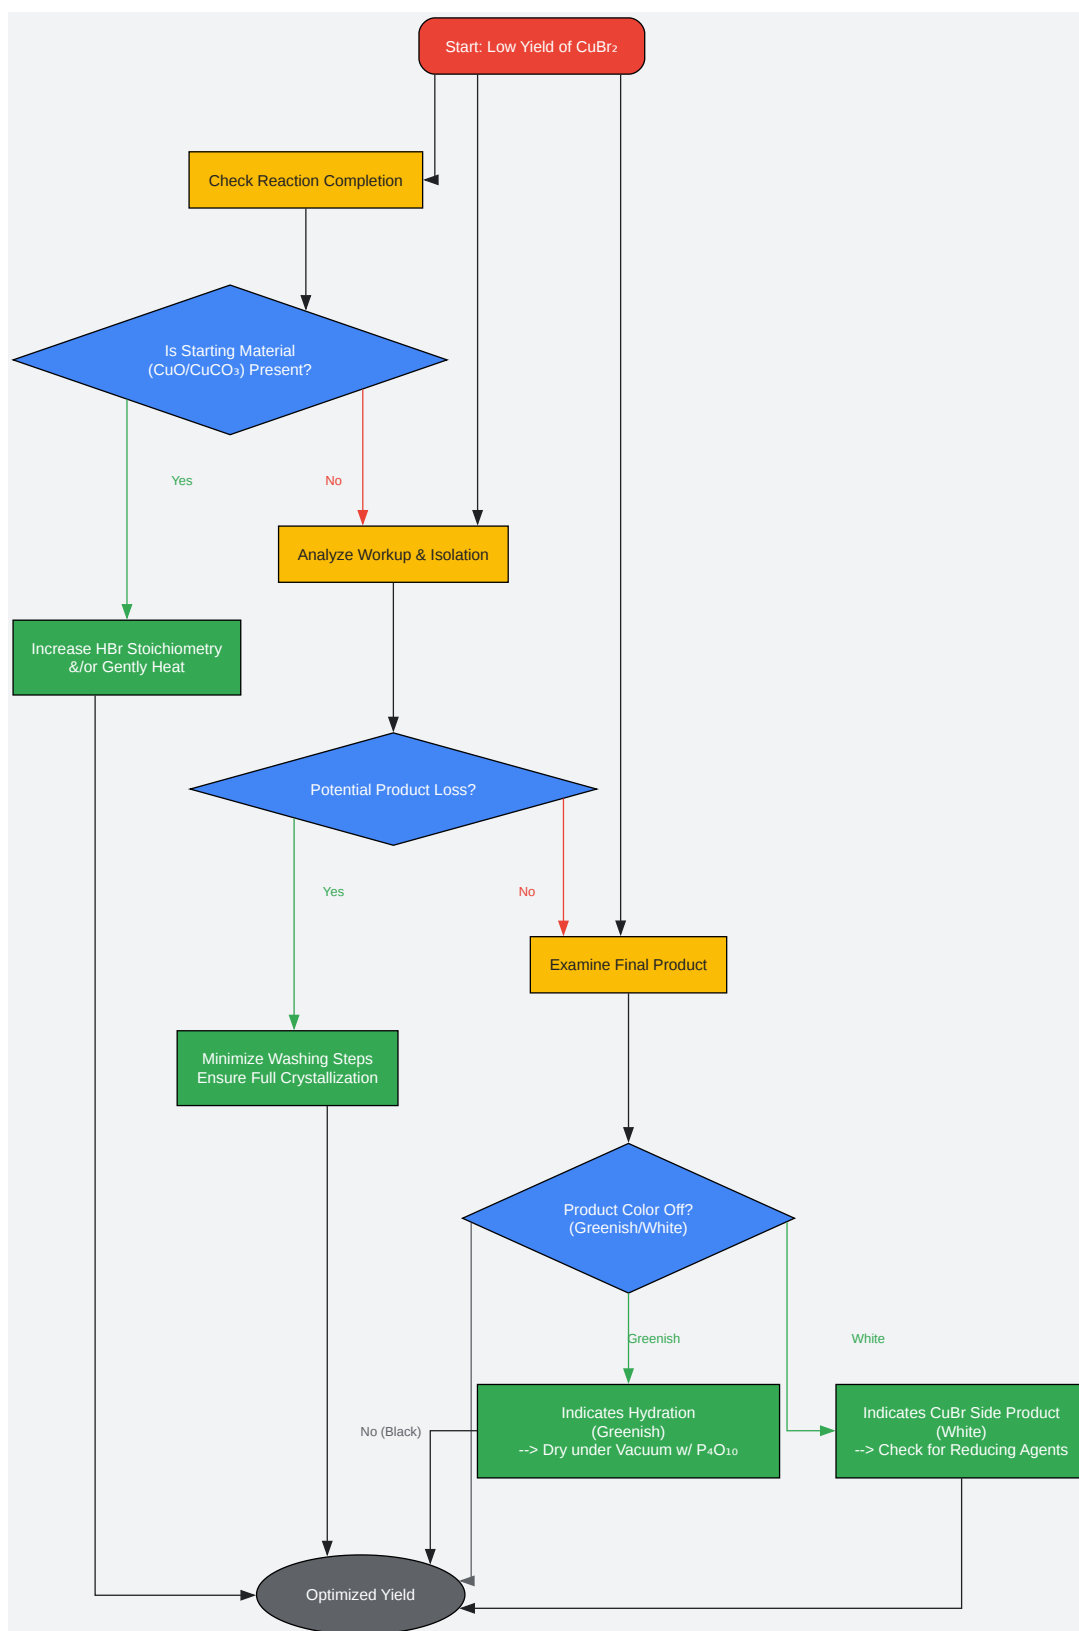 Start: Low Yield of CuBr₂
Check Reaction Completion
Is Starting Material
(CuO/CuCO₃) Present?
Yes
No
Analyze Workup & Isolation
Increase HBr Stoichiometry
&/or Gently Heat
Potential Product Loss?
Yes
No
Examine Final Product
Minimize Washing Steps
Ensure Full Crystallization
Product Color Off?
(Greenish/White)
Greenish
White
Indicates Hydration
(Greenish)
--> Dry under Vacuum w/ P₄O₁₀
Indicates CuBr Side Product
(White)
--> Check for Reducing Agents
No (Black)
Optimized Yield